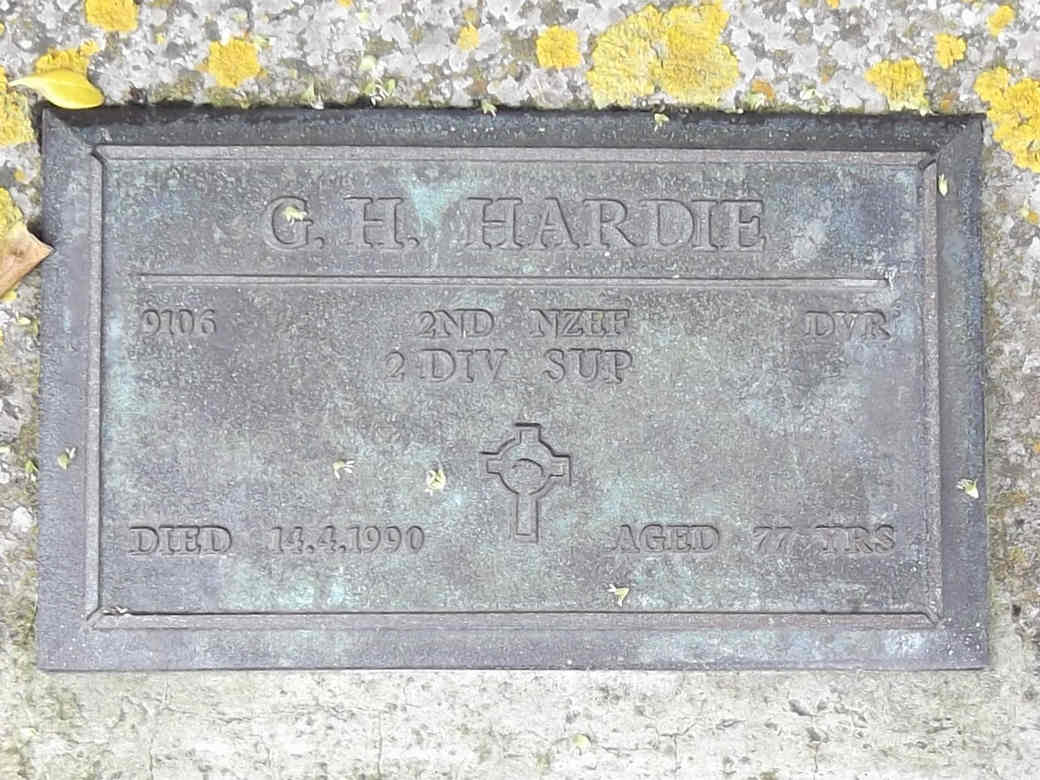 G. H. HARDIE
9106 2ND NZEF DVR
2 DIV SUP
DIED 14.4.1990 AGED 77 YRS